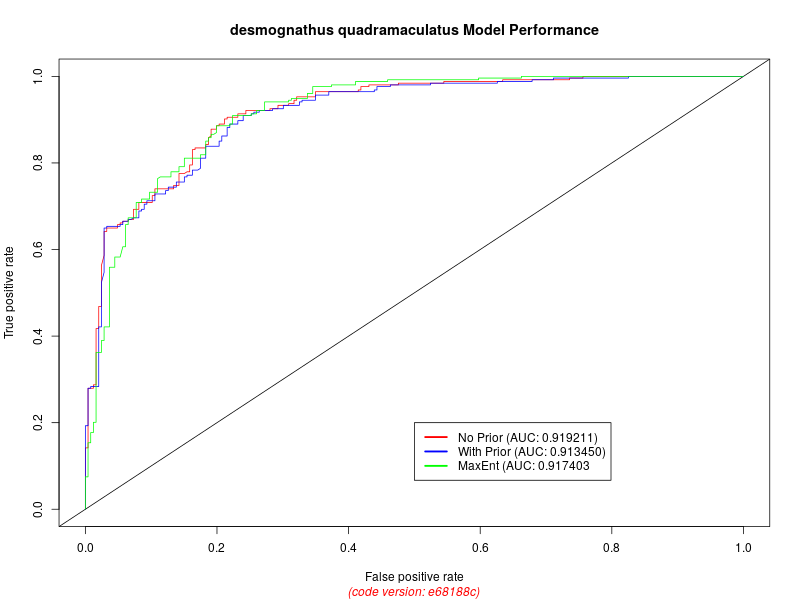 desmognathus quadramaculatus Model Performance
1.0
0.8
0.6
0.4
0.2
0.0
True positive rate
No Prior (AUC: 0.919211)
With Prior (AUC: 0.913450)
MaxEnt (AUC: 0.917403
0.0 0.2 0.4 0.6 0.8 1.0
False positive rate
(code version: e68188c)